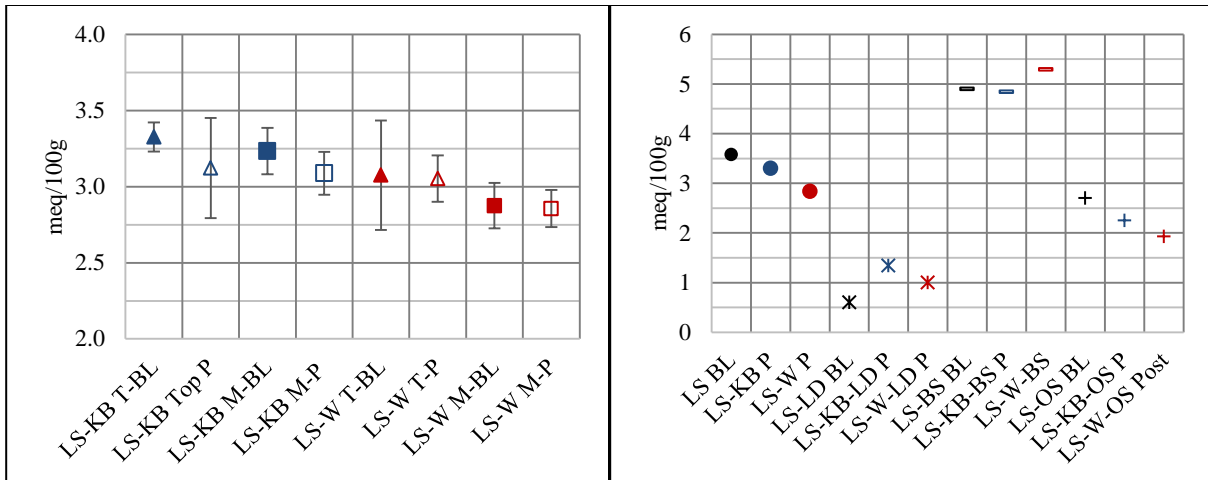 meq/100g
4.0
3.5
3.0
2.5
2.0
LS-KB T-BL
LS-KB Top P
LS-KB M-BL
LS-KB M-P
LS-W T-BL
LS-W T-P
LS-W M-BL
LS-W M-P
meq/100g
6
5
4
3
2
1
0
LS BL
LS-KB P
LS-W P
LS-LD BL
LS-KB-LD P
LS-W-LD P
LS-BS BL
LS-KB-BS P
LS-W-BS
LS-OS BL
LS-KB-OS P
LS-W-OS Post